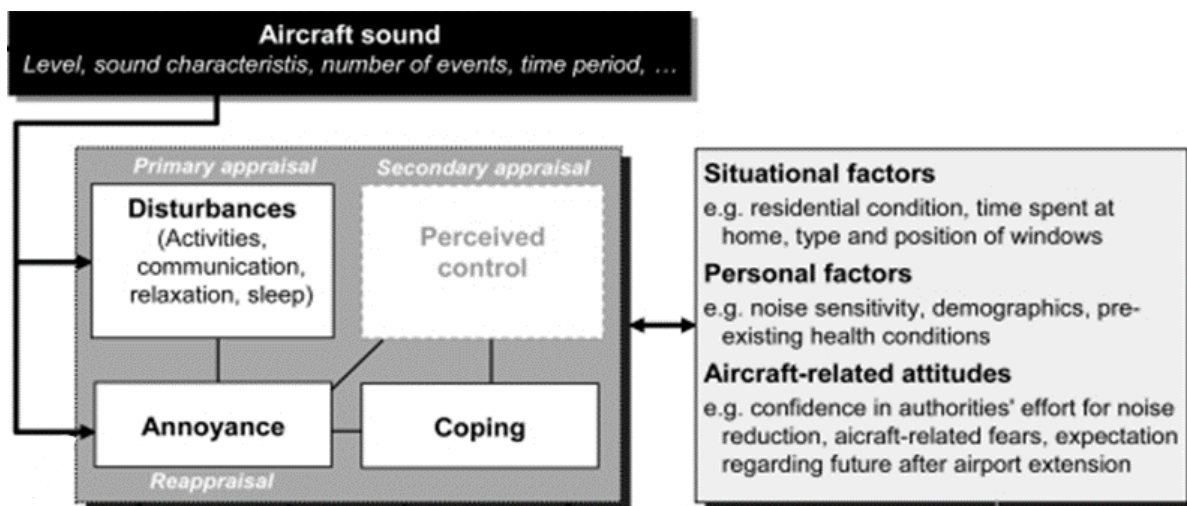 Aircraft sound
Level, sound characteristis, number of events, time period, …
Primary appraisal
Secondary appraisal
Disturbances
(Activities,
communication,
relaxation, sleep)
Perceived
control
Annoyance
Coping
Reappraisal
Situational factors
e.g. residential condition, time spent at
home, type and position of windows
Personal factors
e.g. noise sensitivity, demographics, pre-
existing health conditions
Aircraft-related attitudes
e.g. confidence in authorities' effort for noise
reduction, aicraft-related fears, expectation
regarding future after airport extension